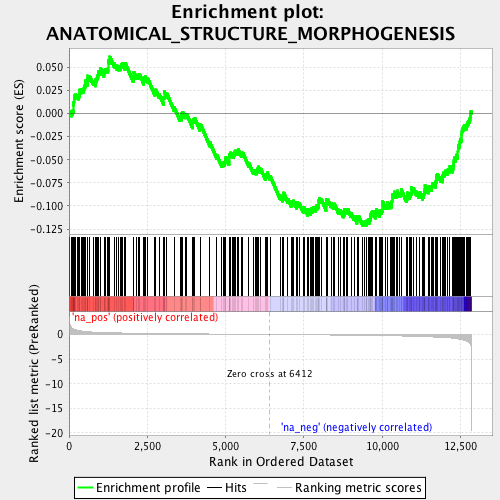 Enrichment plot:
ANATOMICAL_STRUCTURE_MORPHOGENESIS
Enrichment score (ES)
0.050
0.025
0.000
-0.025
-0.050
-0.075
-0.100
-0.125
'na_pos' (positively correlated)
Ranked list metric (PreRanked)
0
-5
-10
-15
-20
Zero cross at 6412
'na_neg' (negatively correlated)
0
2,500
5,000
7,500
10,000
12,500
Rank in Ordered Dataset
Enrichment profile
Hits
Ranking metric scores